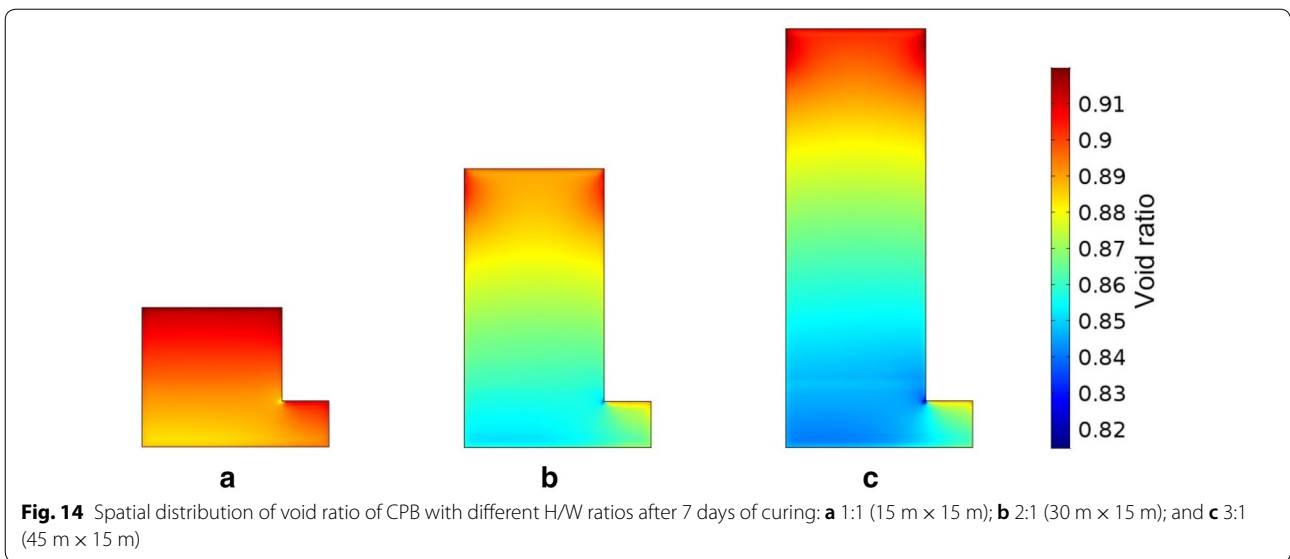 0.91
0.9
0.89
0.88
0.87
0.86
0.85
0.84
0.83
0.82
Void ratio
a
b
c
Fig. 14 Spatial distribution of void ratio of CPB with different H/W ratios after 7 days of curing: a 1:1 (15 m × 15 m); b 2:1 (30 m × 15 m); and c 3:1
(45 m × 15 m)